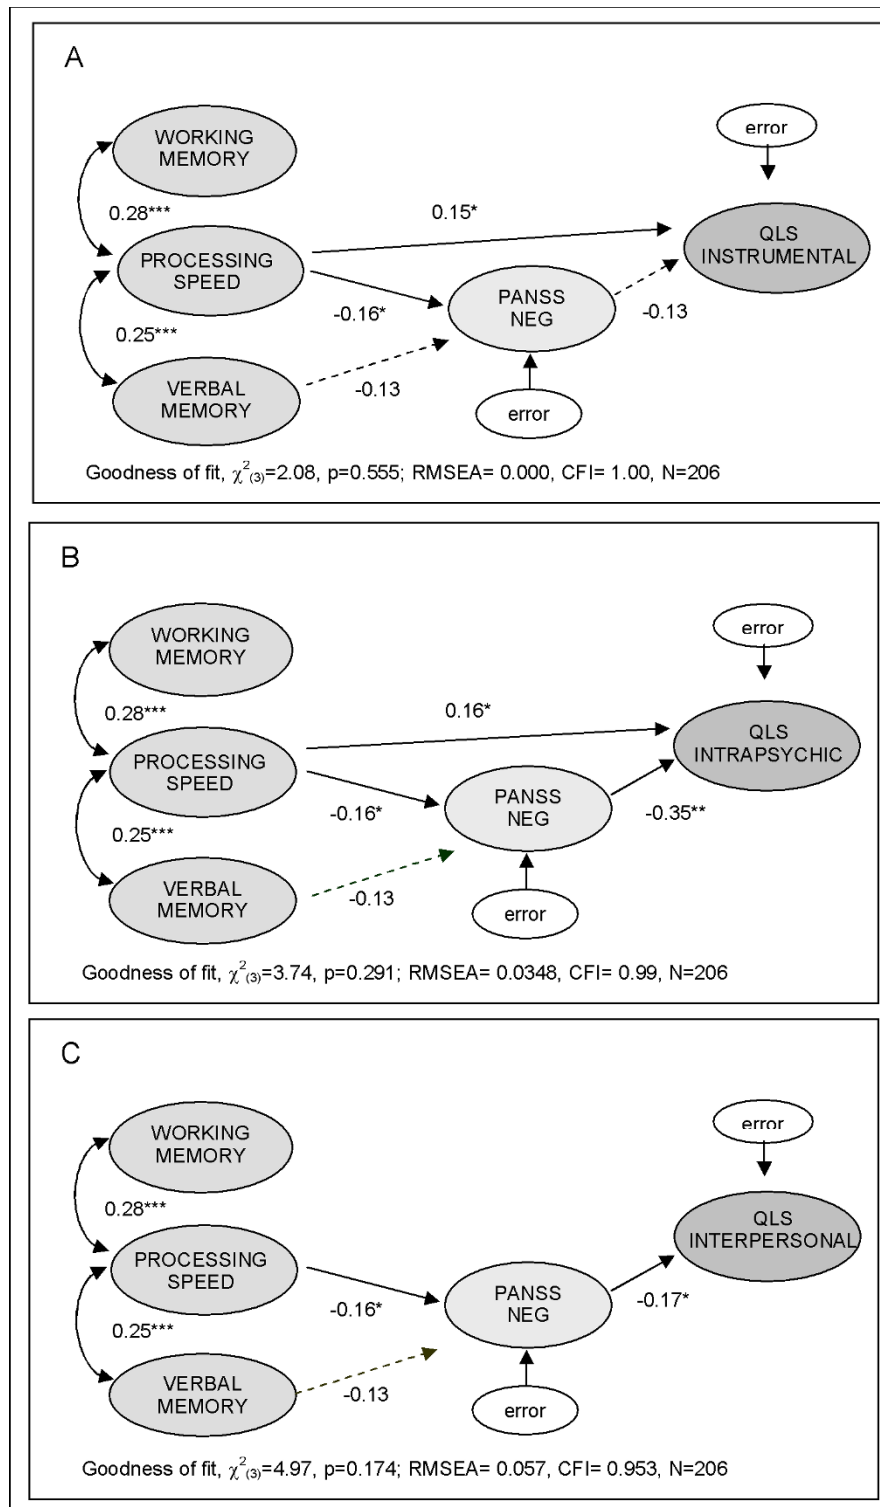 A
WORKING
MEMORY
error
0.28***
0.15*
QLS
INSTRUMENTAL
PROCESSING
SPEED
PANSS
NEG
-0.16*
-0.13
0.25***
VERBAL
MEMORY
-0.13
error
Goodness of fit, χ²(3)=2.08, p=0.555; RMSEA= 0.000, CFI= 1.00, N=206
B
WORKING
MEMORY
error
0.28***
0.16*
QLS
INTRAPSYCHIC
PROCESSING
SPEED
PANSS
NEG
-0.16*
-0.35**
0.25***
VERBAL
MEMORY
-0.13
error
Goodness of fit, χ²(3)=3.74, p=0.291; RMSEA= 0.0348, CFI= 0.99, N=206
C
WORKING
MEMORY
error
0.28***
QLS
INTERPERSONAL
PROCESSING
SPEED
PANSS
NEG
-0.16*
-0.17*
0.25***
VERBAL
MEMORY
-0.13
error
Goodness of fit, χ²(3)=4.97, p=0.174; RMSEA= 0.057, CFI= 0.953, N=206